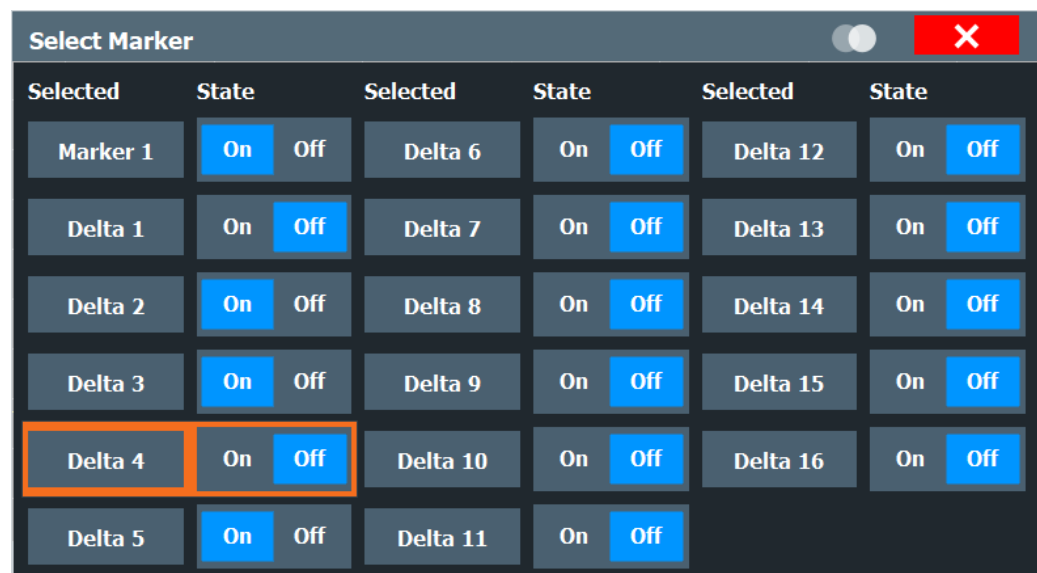 Select Marker
Selected State Selected State Selected State
Marker 1 On Off Delta 6 On Off Delta 12 On Off
Delta 1 On Off Delta 7 On Off Delta 13 On Off
Delta 2 On Off Delta 8 On Off Delta 14 On Off
Delta 3 On Off Delta 9 On Off Delta 15 On Off
Delta 4 On Off Delta 10 On Off Delta 16 On Off
Delta 5 On Off Delta 11 On Off